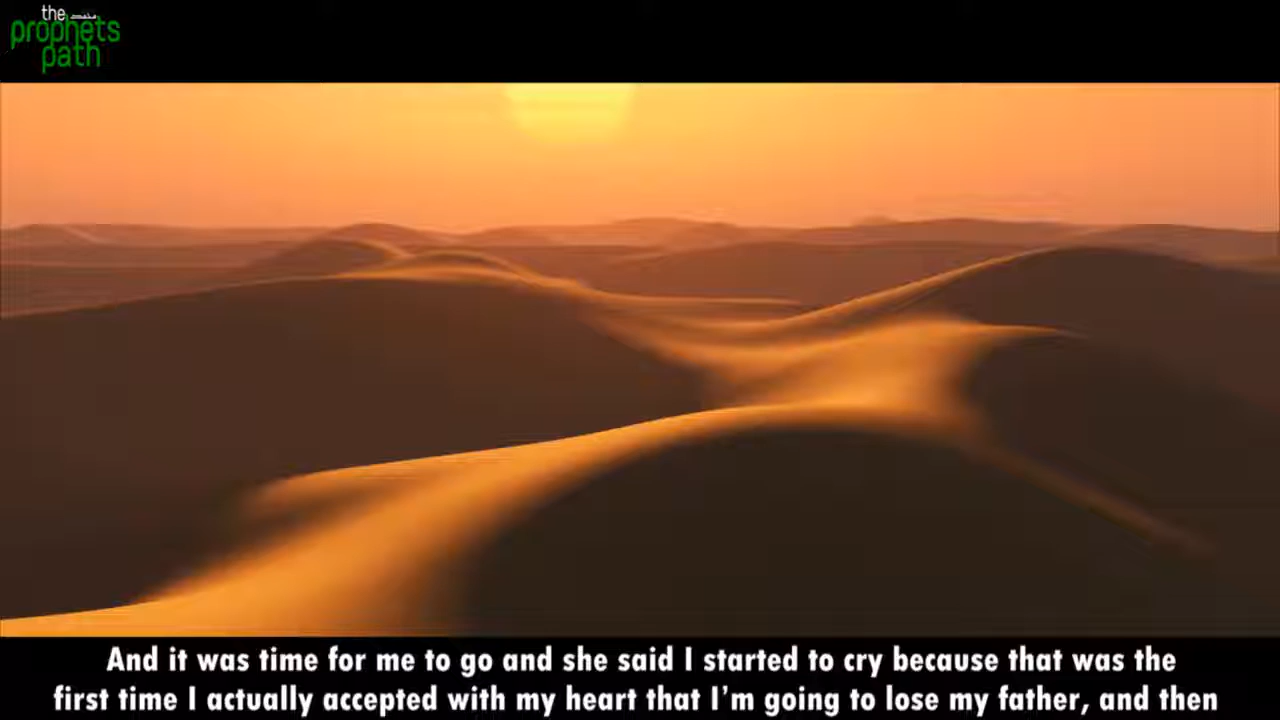 the
prophets
path
And it was time for me to go and she said I started to cry because that was the
first time I actually accepted with my heart that I'm going to lose my father, and then